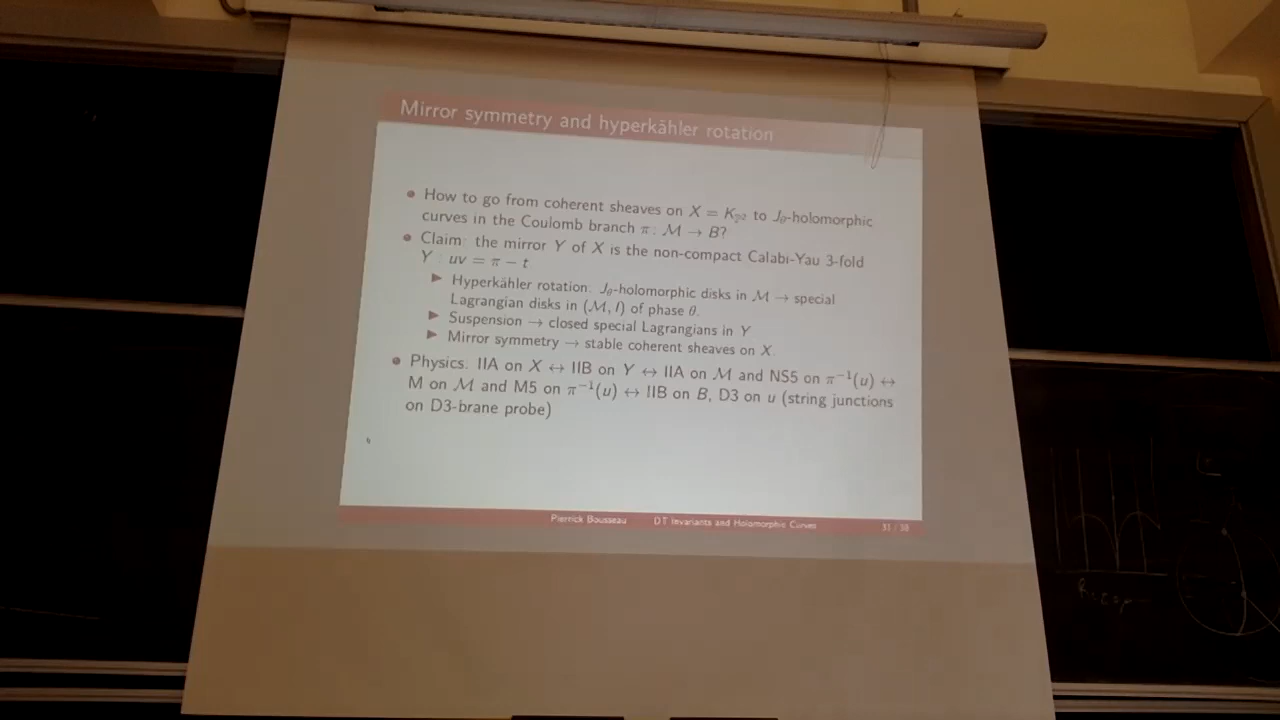 Mirror symmetry and hyperkähler rotation
How to go from coherent sheaves on X = K_{ℙ²} to J_θ-holomorphic
curves in the Coulomb branch π : ℳ → B?
Claim: the mirror Y of X is the non-compact Calabi-Yau 3-fold
Y : uv = π − t
Hyperkähler rotation: J_θ-holomorphic disks in ℳ → special
Lagrangian disks in (ℳ, I) of phase θ.
Suspension → closed special Lagrangians in Y
Mirror symmetry → stable coherent sheaves on X.
Physics: IIA on X ↔ IIB on Y ↔ IIA on ℳ and NS5 on π⁻¹(u) ↔
M on ℳ and M5 on π⁻¹(u) ↔ IIB on B, D3 on u (string junctions
on D3-brane probe)
Pierrick Bousseau DT Invariants and Holomorphic Curves 31 / 38